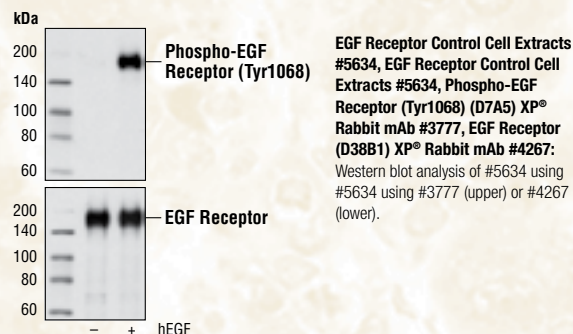 kDa
200
140
100
80
60
Phospho-EGF
Receptor (Tyr1068)
200
140
100
80
60
EGF Receptor
– + hEGF
EGF Receptor Control Cell Extracts
#5634, EGF Receptor Control Cell
Extracts #5634, Phospho-EGF
Receptor (Tyr1068) (D7A5) XP®
Rabbit mAb #3777, EGF Receptor
(D38B1) XP® Rabbit mAb #4267:
Western blot analysis of #5634 using
#5634 using #3777 (upper) or #4267
(lower).